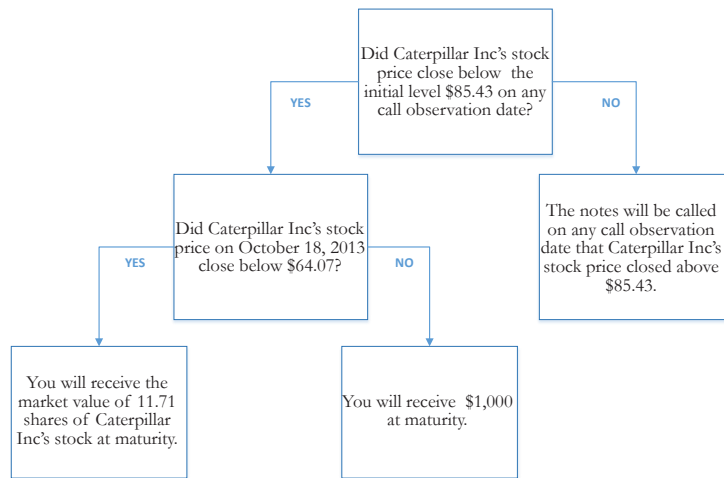 Did Caterpillar Inc's stock
price close below the
initial level $85.43 on any
call observation date?
YES
NO
Did Caterpillar Inc's stock
price on October 18, 2013
close below $64.07?
The notes will be called
on any call observation
date that Caterpillar Inc's
stock price closed above
$85.43.
YES
NO
You will receive the
market value of 11.71
shares of Caterpillar
Inc's stock at maturity.
You will receive $1,000
at maturity.